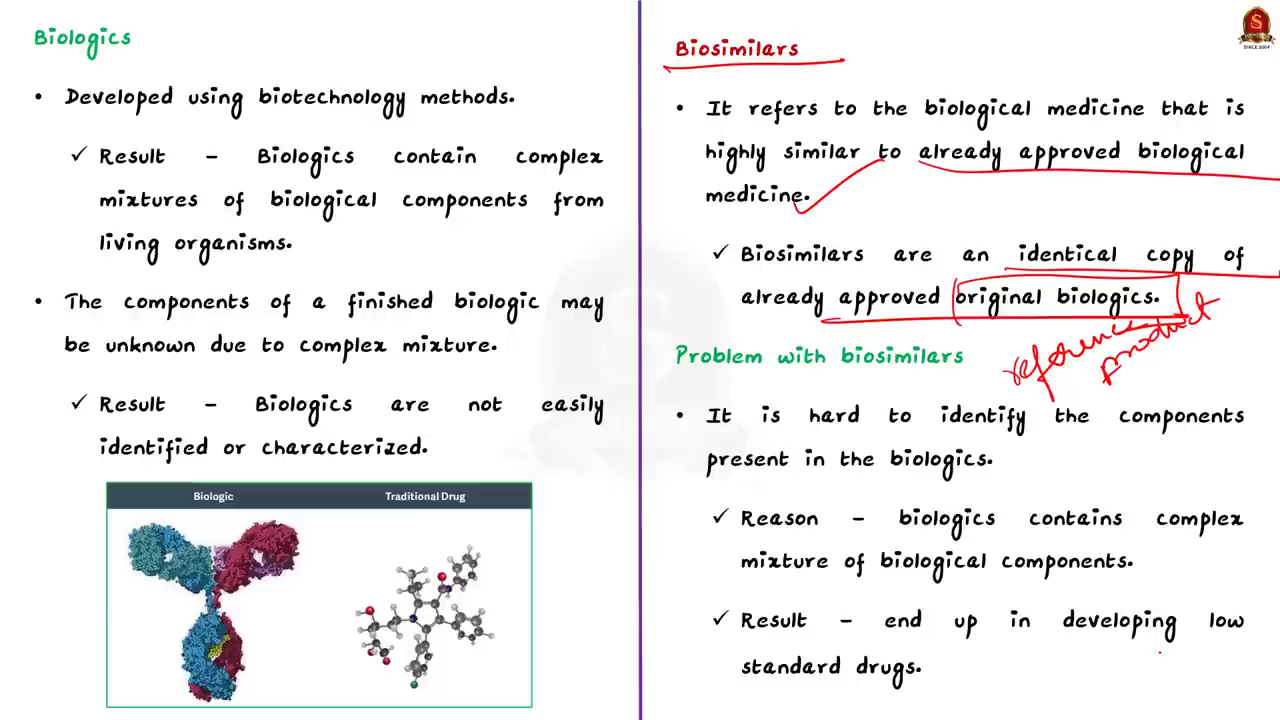 Biologics
• Developed using biotechnology methods.
✓ Result – Biologics contain complex
mixtures of biological components from
living organisms.
• The components of a finished biologic may
be unknown due to complex mixture.
✓ Result – Biologics are not easily
identified or characterized.
Biologic Traditional Drug
S
SINCE 2004
Biosimilars
• It refers to the biological medicine that is
highly similar to already approved biological
medicine.
✓ Biosimilars are an identical copy of
already approved original biologics.
reference
product
Problem with biosimilars
• It is hard to identify the components
present in the biologics.
✓ Reason – biologics contains complex
mixture of biological components.
✓ Result – end up in developing low
standard drugs.